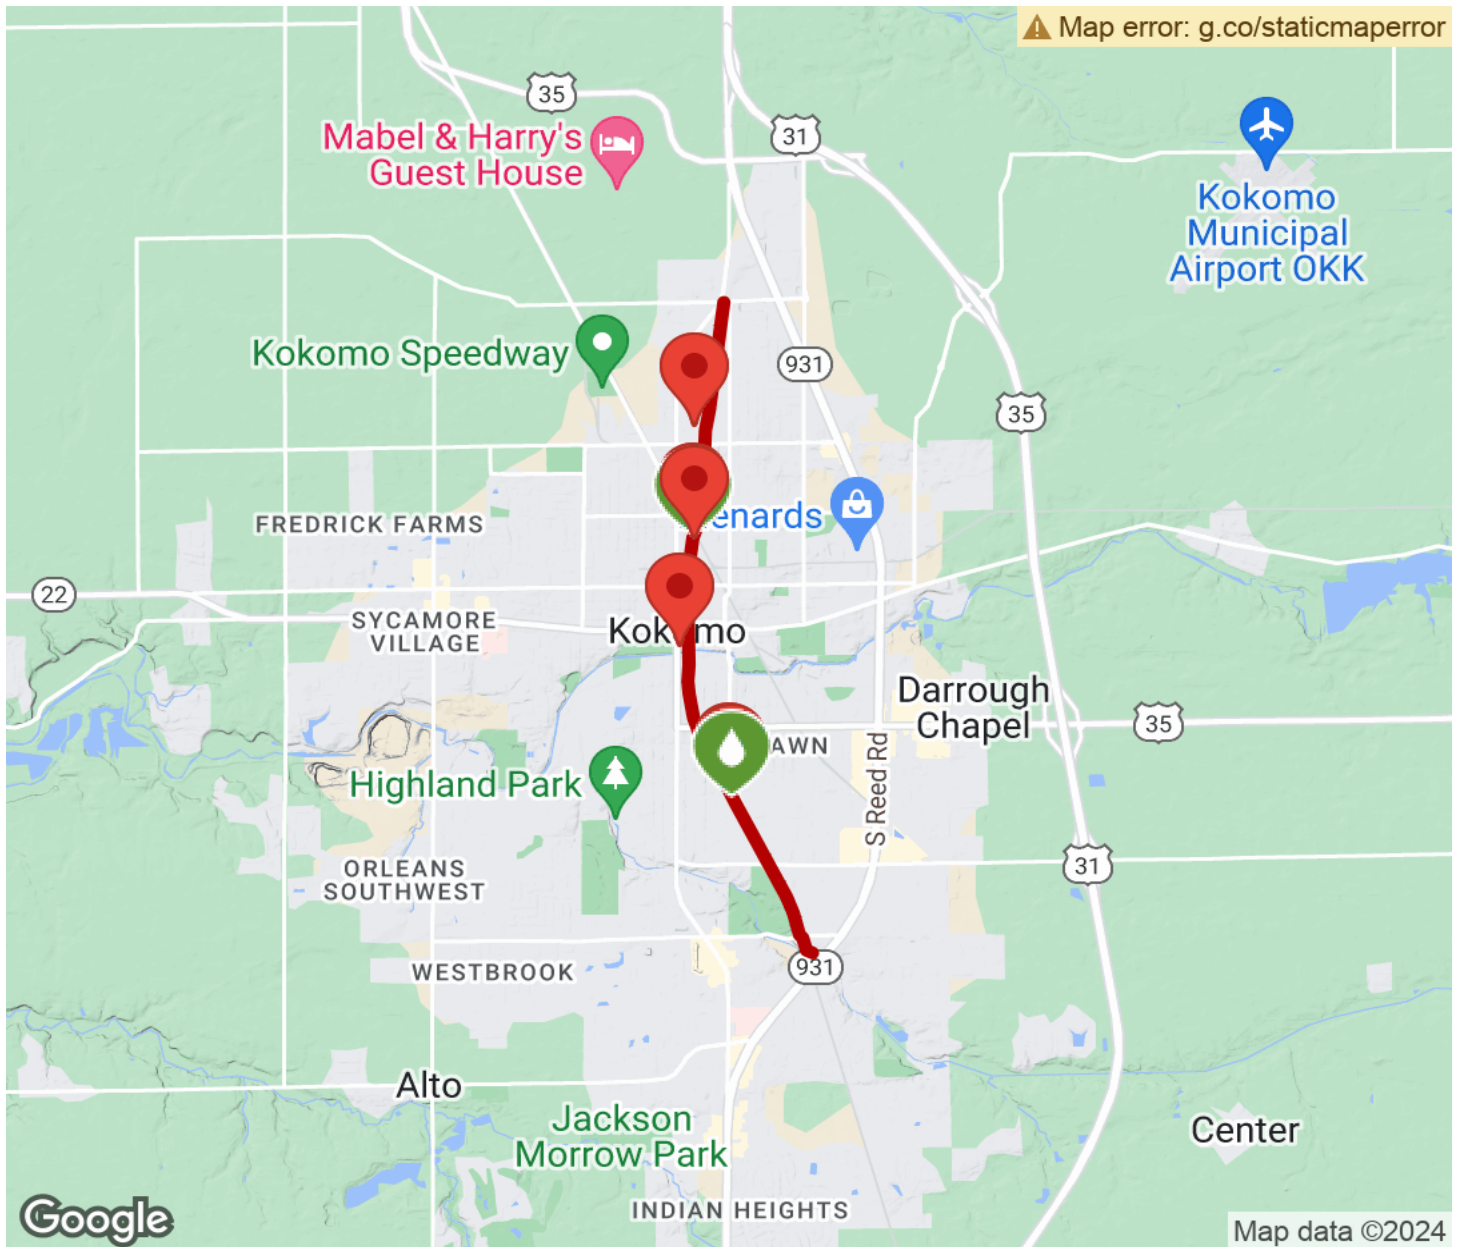 Map error: g.co/staticmaperror
35
31
Mabel & Harry's
Guest House
Kokomo
Municipal
Airport OKK
Kokomo Speedway
931
35
enards
FREDRICK FARMS
22
SYCAMORE
VILLAGE
Kok mo
Darrough
Chapel
35
AWN
S Reed Rd
Highland Park
ORLEANS
SOUTHWEST
31
WESTBROOK
931
Alto
Jackson
Morrow Park
Center
INDIAN HEIGHTS
Google
Map data ©2024